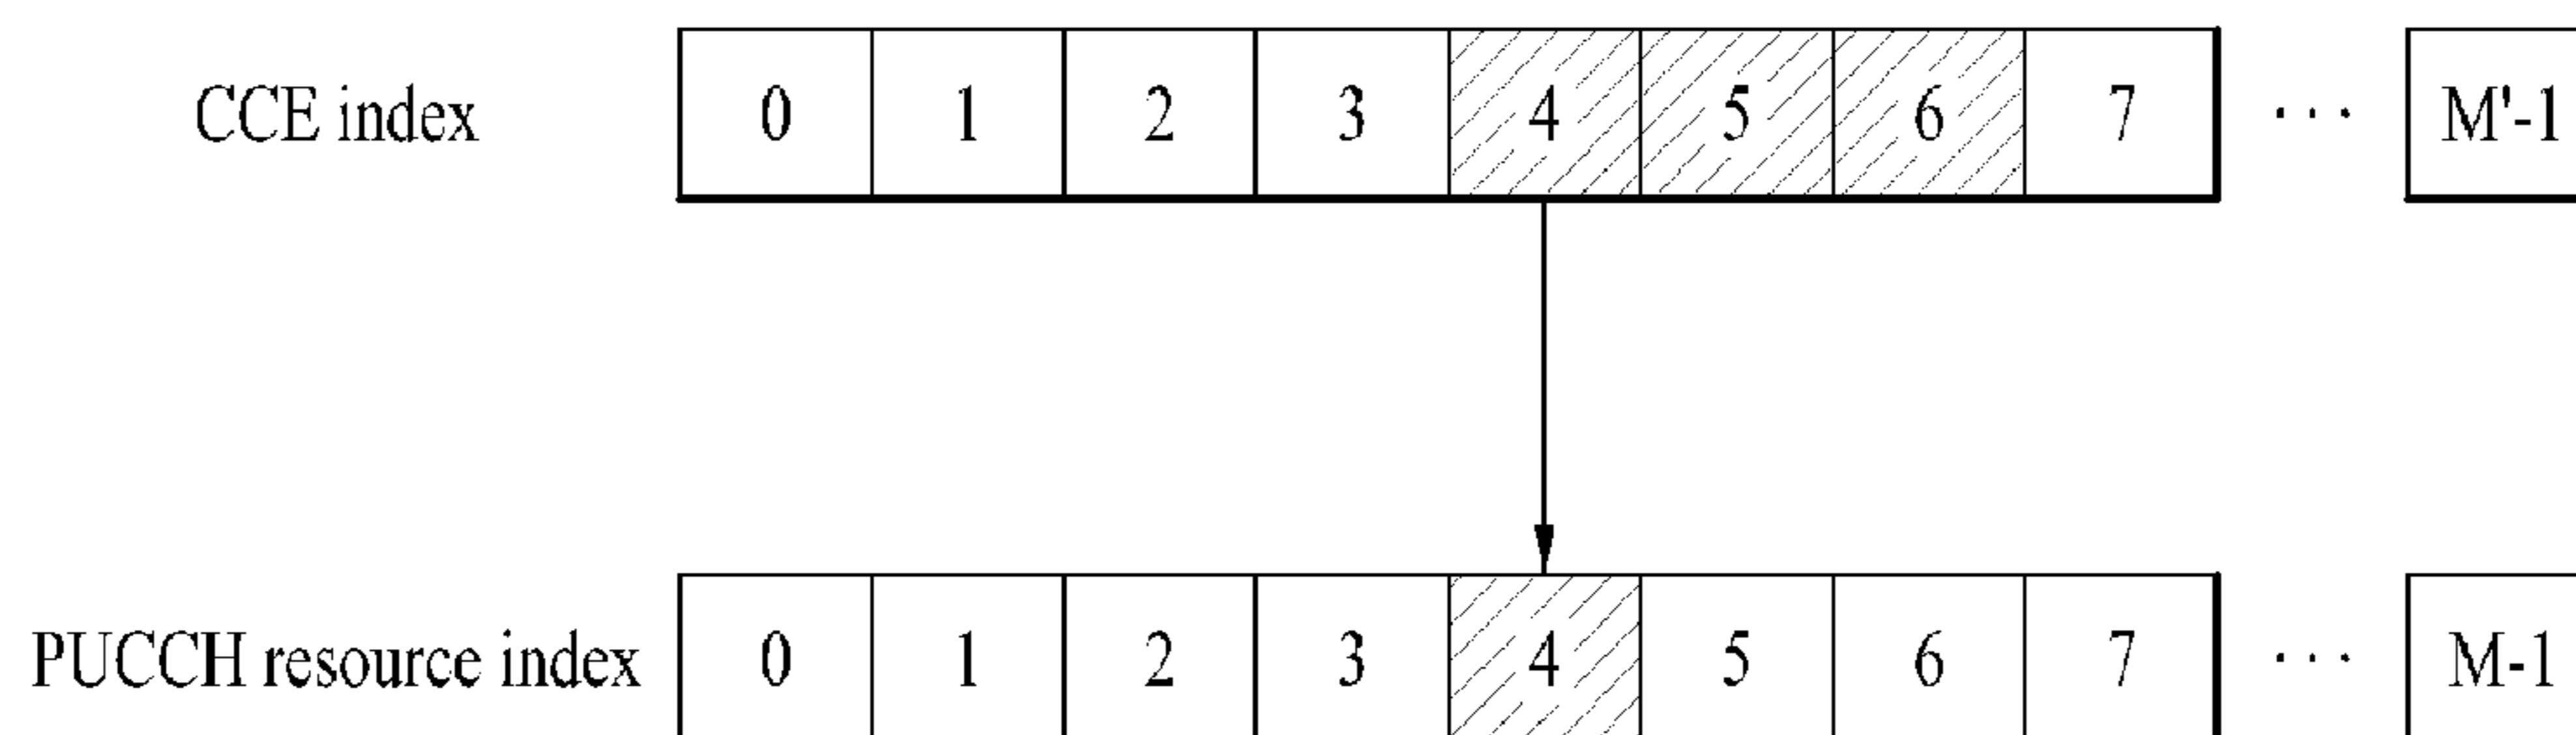 CCE index 0 1 2 3 4 5 6 7 ··· M'-1
PUCCH resource index 0 1 2 3 4 5 6 7 ··· M-1